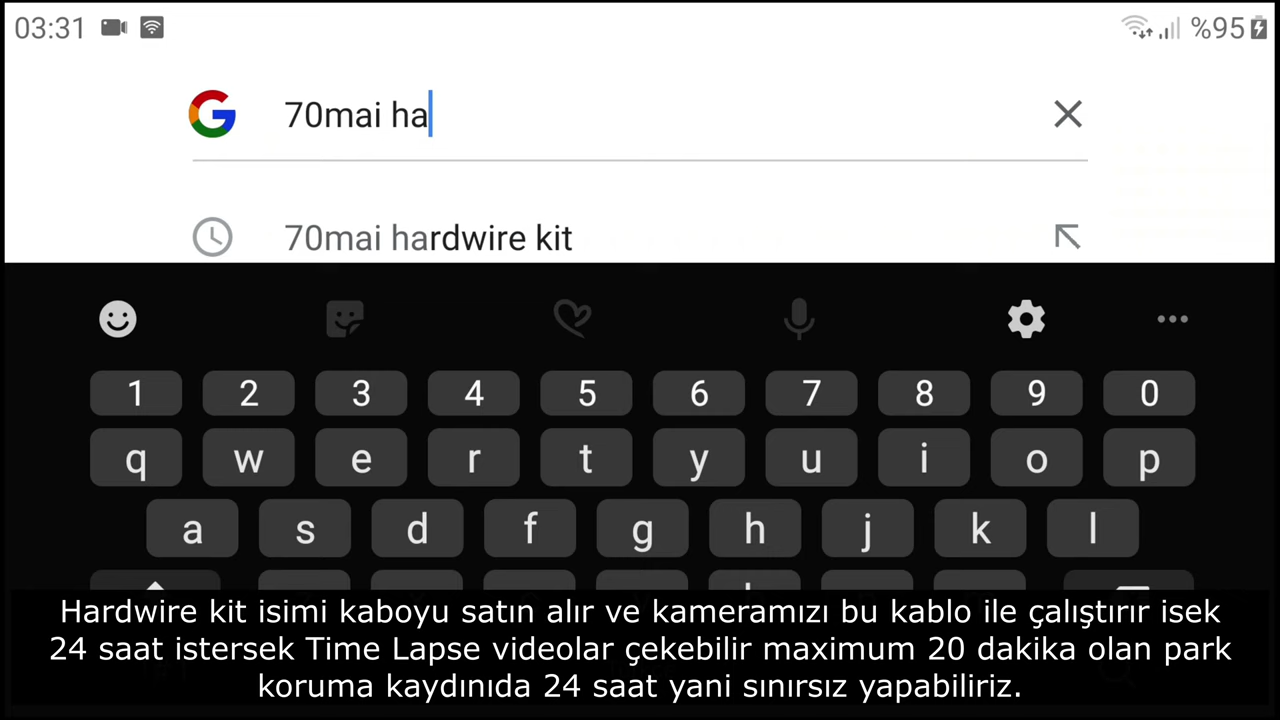 03:31 %95
70mai ha
70mai hardwire kit
1 2 3 4 5 6 7 8 9 0
q w e r t y u i o p
a s d f g h j k l
Hardwire kit isimi kaboyu satın alır ve kameramızı bu kablo ile çalıştırır isek
24 saat istersek Time Lapse videolar çekebilir maximum 20 dakika olan park
koruma kaydınıda 24 saat yani sınırsız yapabiliriz.